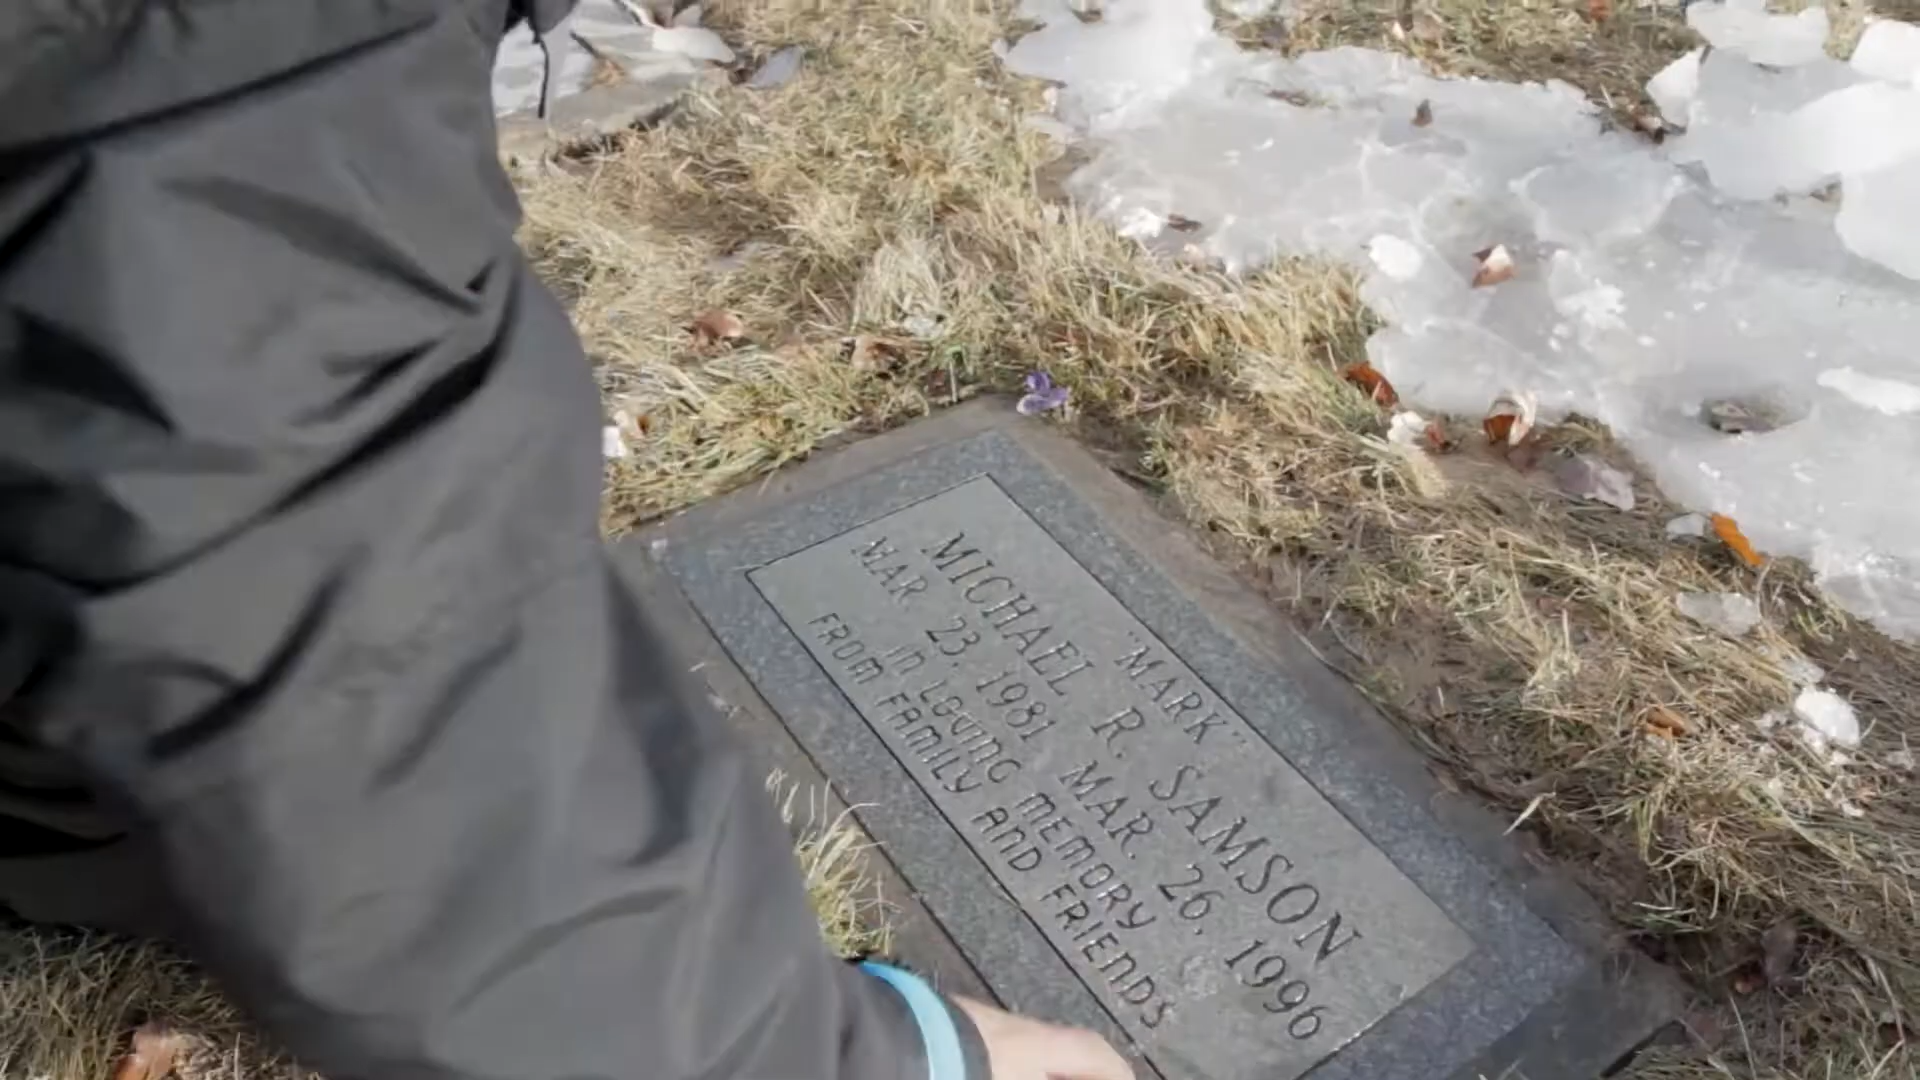 "MARK"
MICHAEL R. SAMSON
MAR 23, 1981 MAR. 26, 1996
In LOVING mEmORY
FROm FAmILY AnD FRIEnDS